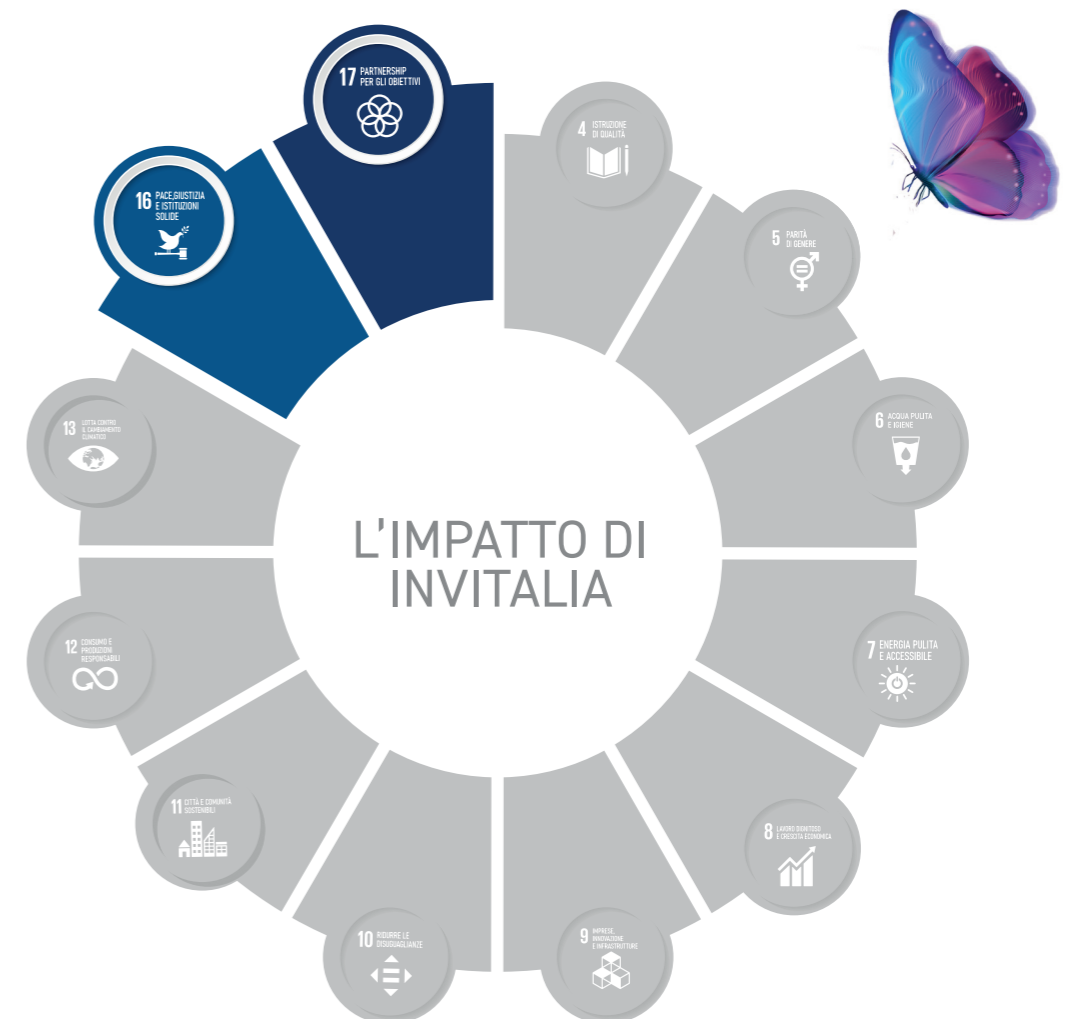 17 PARTNERSHIP
PER GLI OBIETTIVI
4 ISTRUZIONE
DI QUALITÀ
16 PACE,GIUSTIZIA
E ISTITUZIONI
SOLIDE
5 PARITÀ
DI GENERE
13 LOTTA CONTRO
IL CAMBIAMENTO
CLIMATICO
6 ACQUA PULITA
E IGIENE
L'IMPATTO DI
INVITALIA
12 CONSUMO E
PRODUZIONI
RESPONSABILI
7 ENERGIA PULITA
E ACCESSIBILE
11 CITTÀ E COMUNITÀ
SOSTENIBILI
8 LAVORO DIGNITOSO
E CRESCITA ECONOMICA
10 RIDURRE LE
DISUGUAGLIANZE
9 IMPRESE,
INNOVAZIONE
E INFRASTRUTTURE